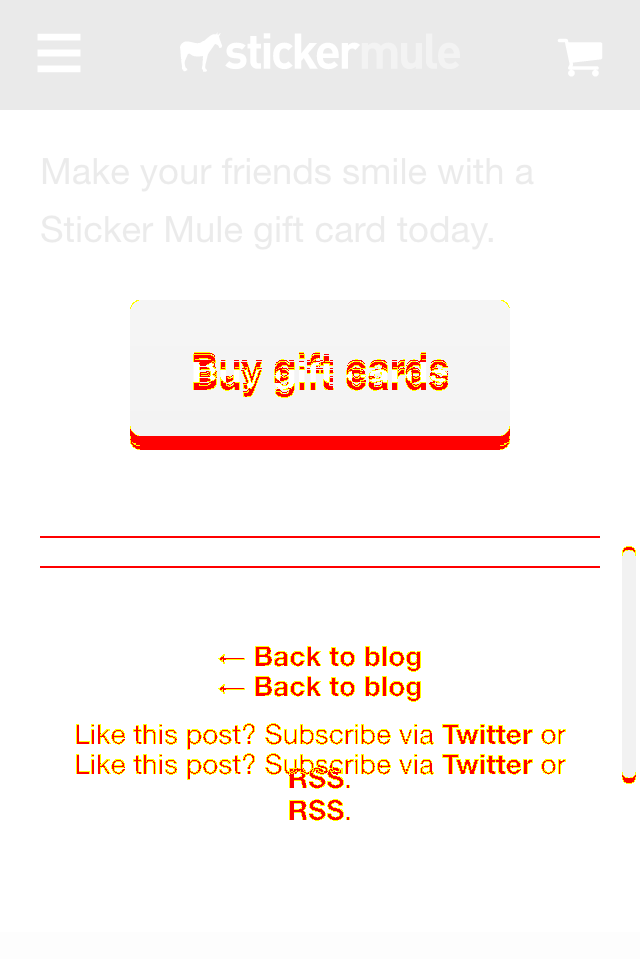 stickermule
Make your friends smile with a
Sticker Mule gift card today.
Buy gift cards
← Back to blog
← Back to blog
Like this post? Subscribe via Twitter or
Like this post? Subscribe via Twitter or
RSS.
RSS.